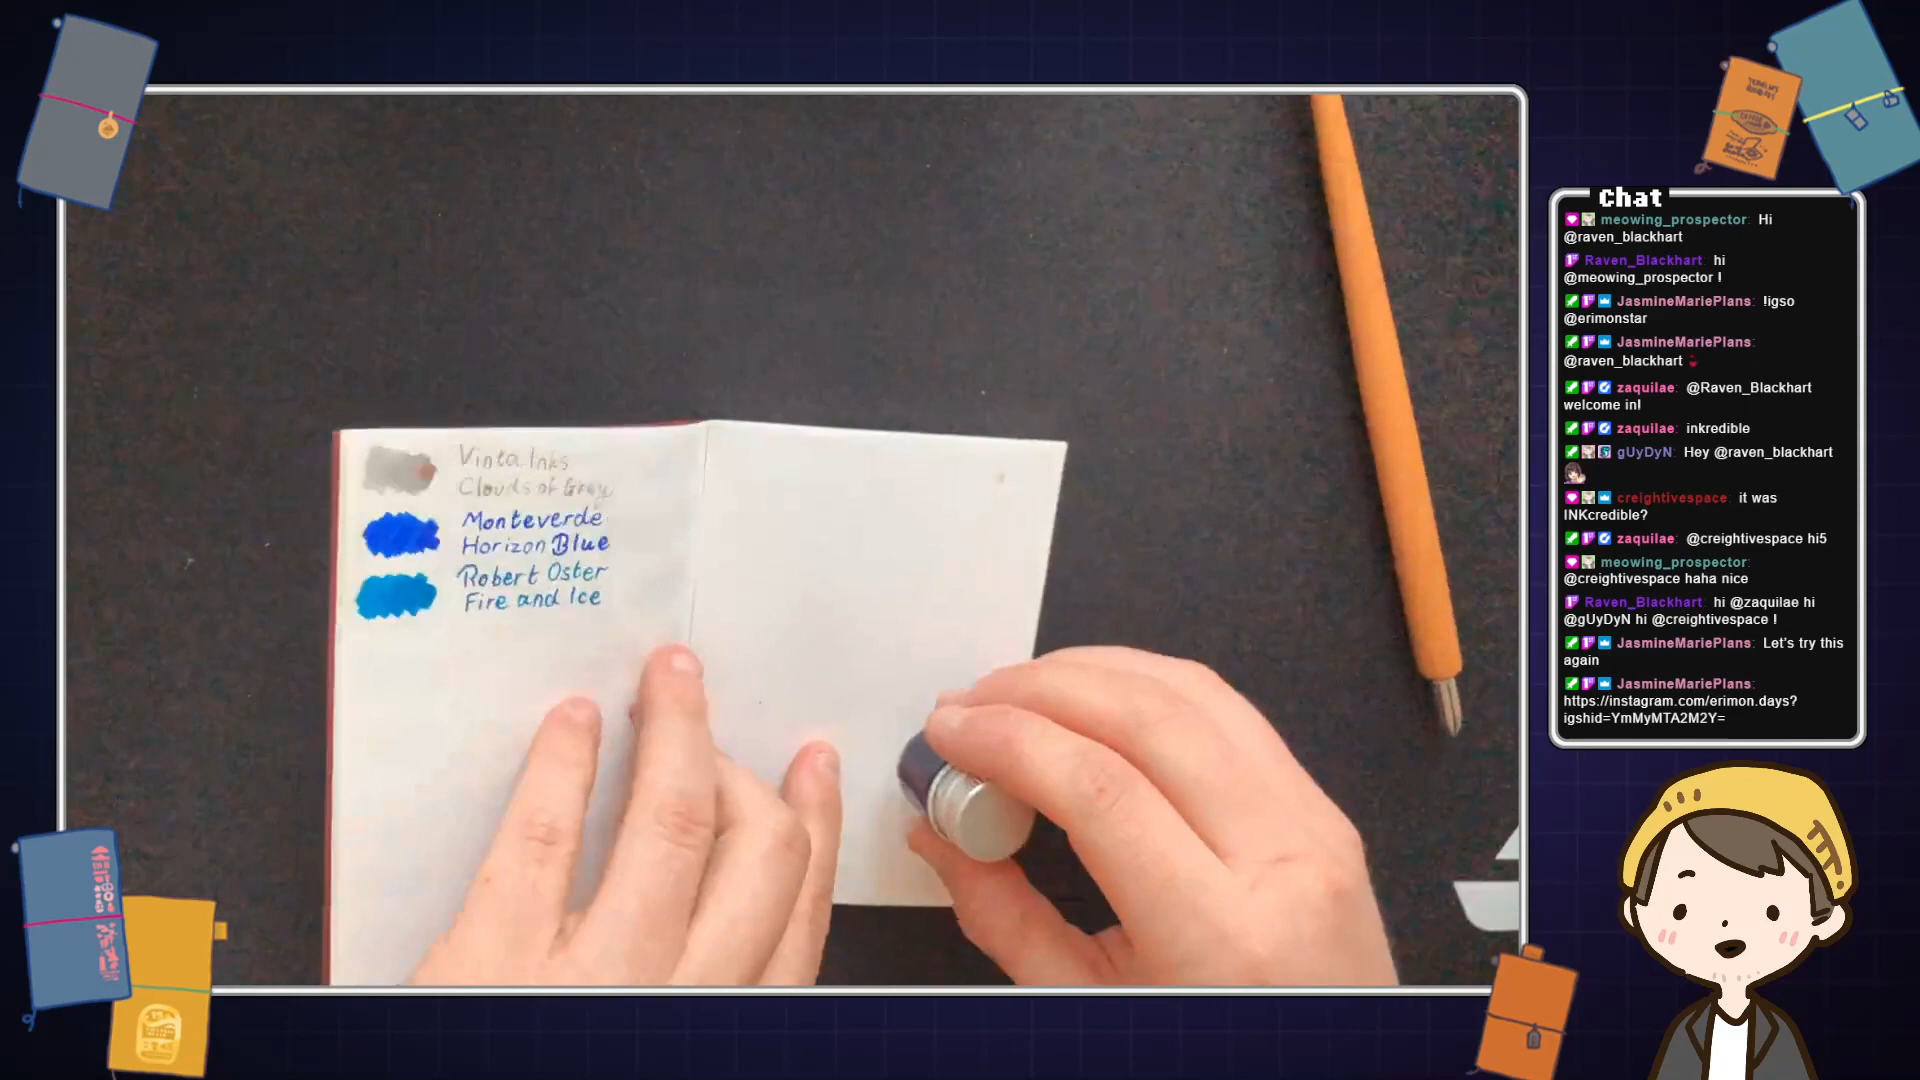 Vinta Inks
Clouds of Grey
Monteverde
Horizon Blue
Robert Oster
Fire and Ice
Chat
meowing_prospector: Hi
@raven_blackhart
Raven_Blackhart: hi
@meowing_prospector !
JasmineMariePlans: !igso
@erimonstar
JasmineMariePlans:
@raven_blackhart
zaquilae: @Raven_Blackhart
welcome in!
zaquilae: inkredible
gUyDyN: Hey @raven_blackhart
creightivespace: it was
INKcredible?
zaquilae: @creightivespace hi5
meowing_prospector:
@creightivespace haha nice
Raven_Blackhart: hi @zaquilae hi
@gUyDyN hi @creightivespace !
JasmineMariePlans: Let's try this
again
JasmineMariePlans:
https://instagram.com/erimon.days?
igshid=YmMyMTA2M2Y=